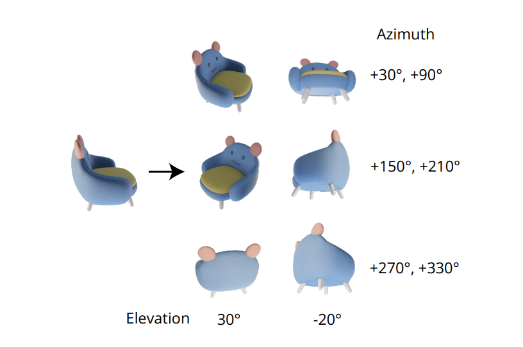 Azimuth
+30°, +90°
+150°, +210°
+270°, +330°
Elevation 30° -20°